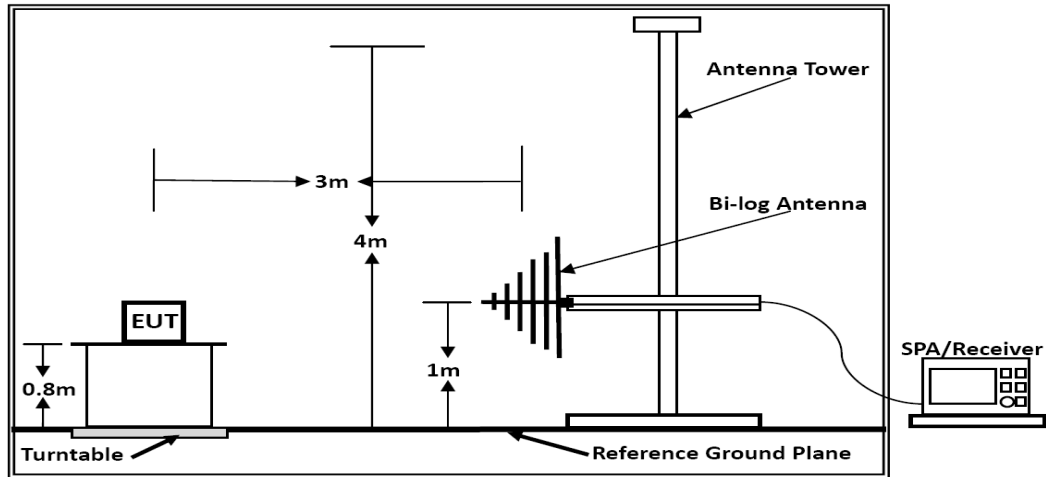 Antenna Tower
3m
Bi-log Antenna
4m
EUT
SPA/Receiver
1m
0.8m
Turntable
Reference Ground Plane